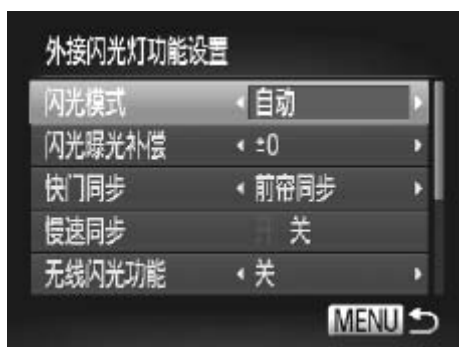 外接闪光灯功能设置
闪光模式 自动
闪光曝光补偿 ±0
快门同步 前帘同步
慢速同步 开 关
无线闪光功能 关
MENU